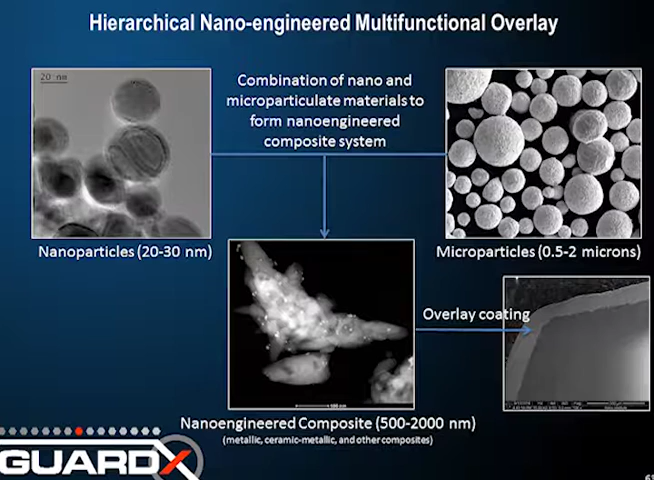 Hierarchical Nano-engineered Multifunctional Overlay
20 nm
Combination of nano and
microparticulate materials to
form nanoengineered
composite system
Nanoparticles (20-30 nm)
Microparticles (0.5-2 microns)
Overlay coating
Nanoengineered Composite (500-2000 nm)
(metallic, ceramic-metallic, and other composites)
GUARDX